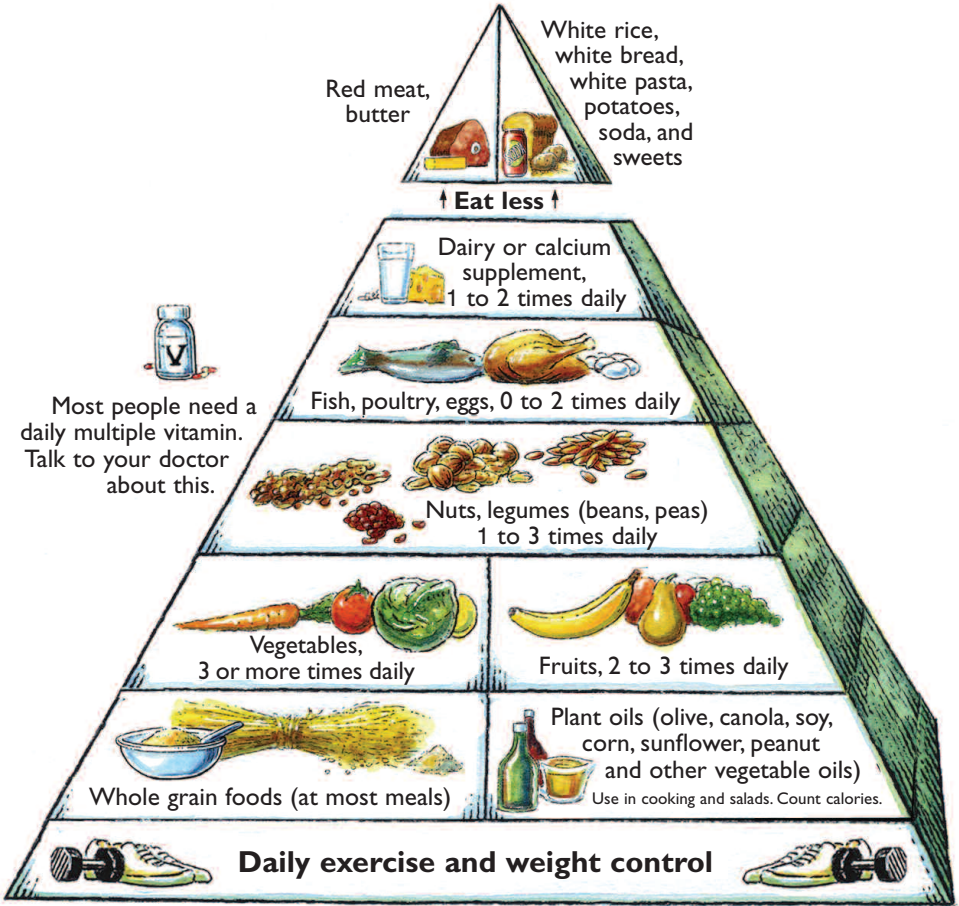 White rice,
white bread,
white pasta,
potatoes,
soda, and
sweets
Red meat,
butter
Eat less
Dairy or calcium
supplement,
1 to 2 times daily
Fish, poultry, eggs, 0 to 2 times daily
V
Most people need a
daily multiple vitamin.
Talk to your doctor
about this.
Nuts, legumes (beans, peas)
1 to 3 times daily
Vegetables,
3 or more times daily
Fruits, 2 to 3 times daily
Whole grain foods (at most meals)
Plant oils (olive, canola, soy,
corn, sunflower, peanut
and other vegetable oils)
Use in cooking and salads. Count calories.
Daily exercise and weight control